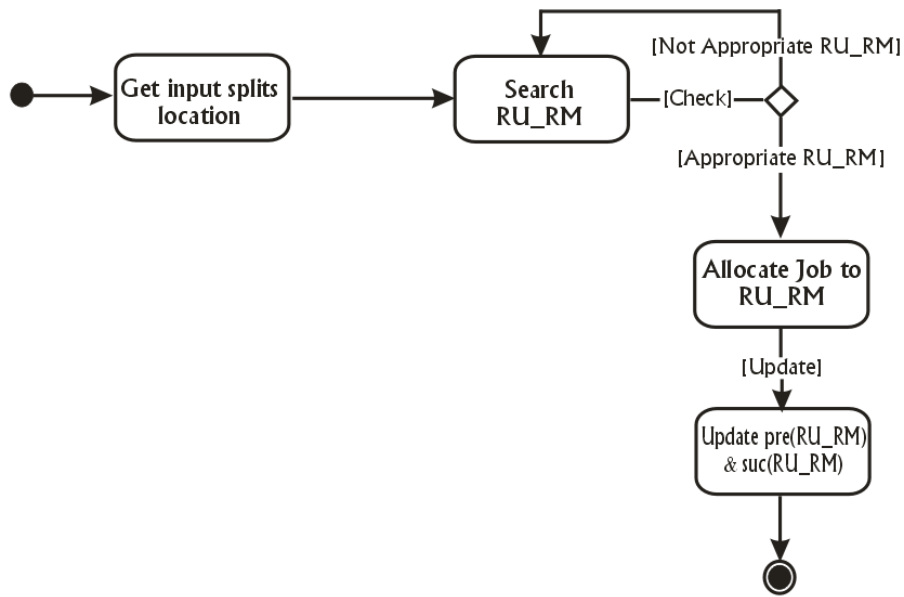 Get input splits
location
Search
RU_RM
[Check]
[Not Appropriate RU_RM]
[Appropriate RU_RM]
Allocate Job to
RU_RM
[Update]
Update pre(RU_RM)
& suc(RU_RM)